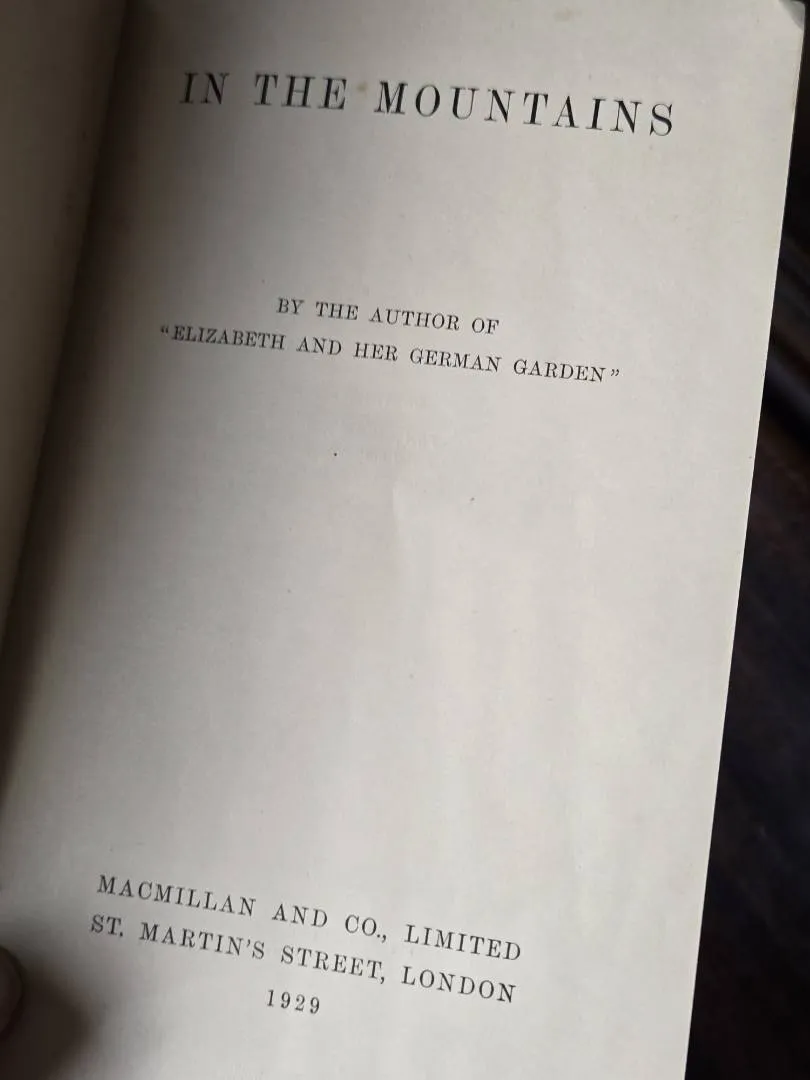 IN THE MOUNTAINS
BY THE AUTHOR OF
“ELIZABETH AND HER GERMAN GARDEN”
MACMILLAN AND CO., LIMITED
ST. MARTIN'S STREET, LONDON
1929